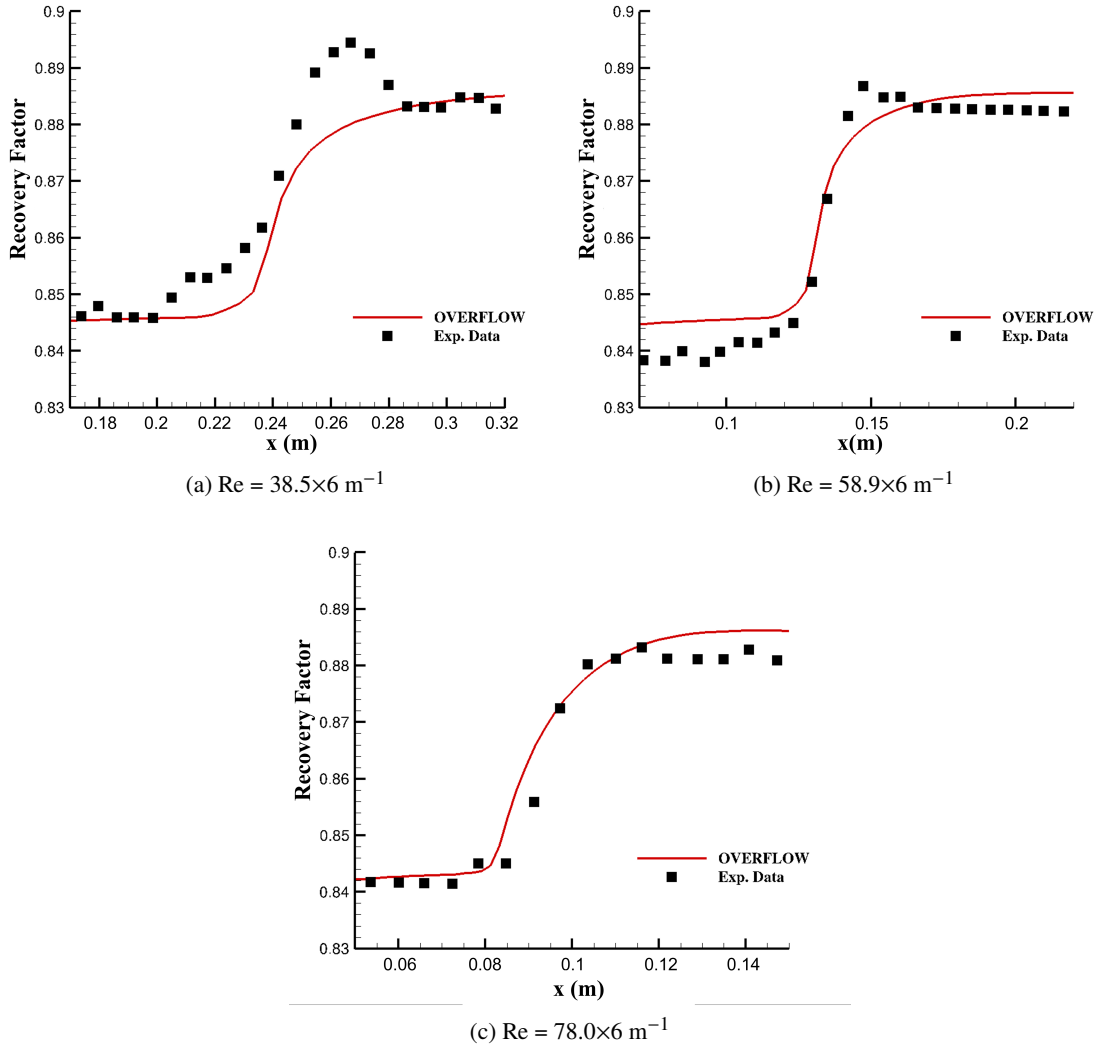 0.9
0.89
0.88
0.87
0.86
0.85
0.84
0.83
Recovery Factor
OVERFLOW
Exp. Data
0.18 0.2 0.22 0.24 0.26 0.28 0.3 0.32
x (m)
(a) Re = 38.5×6 m⁻¹
0.9
0.89
0.88
0.87
0.86
0.85
0.84
0.83
Recovery Factor
OVERFLOW
Exp. Data
0.1 0.15 0.2
x(m)
(b) Re = 58.9×6 m⁻¹
0.9
0.89
0.88
0.87
0.86
0.85
0.84
0.83
Recovery Factor
OVERFLOW
Exp. Data
0.06 0.08 0.1 0.12 0.14
x (m)
(c) Re = 78.0×6 m⁻¹